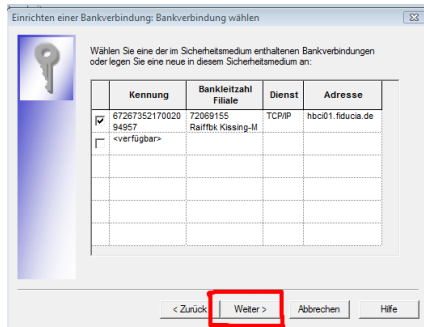 Einrichten einer Bankverbindung: Bankverbindung wählen
Wählen Sie eine der im Sicherheitsmedium enthaltenen Bankverbindungen
oder legen Sie eine neue in diesem Sicherheitsmedium an:
Kennung Bankleitzahl Filiale Dienst Adresse
67267352170020 72069155 TCP/IP hbci01.fiducia.de
94957 Raiffbk Kissing-M
<verfügbar>
< Zurück Weiter > Abbrechen Hilfe